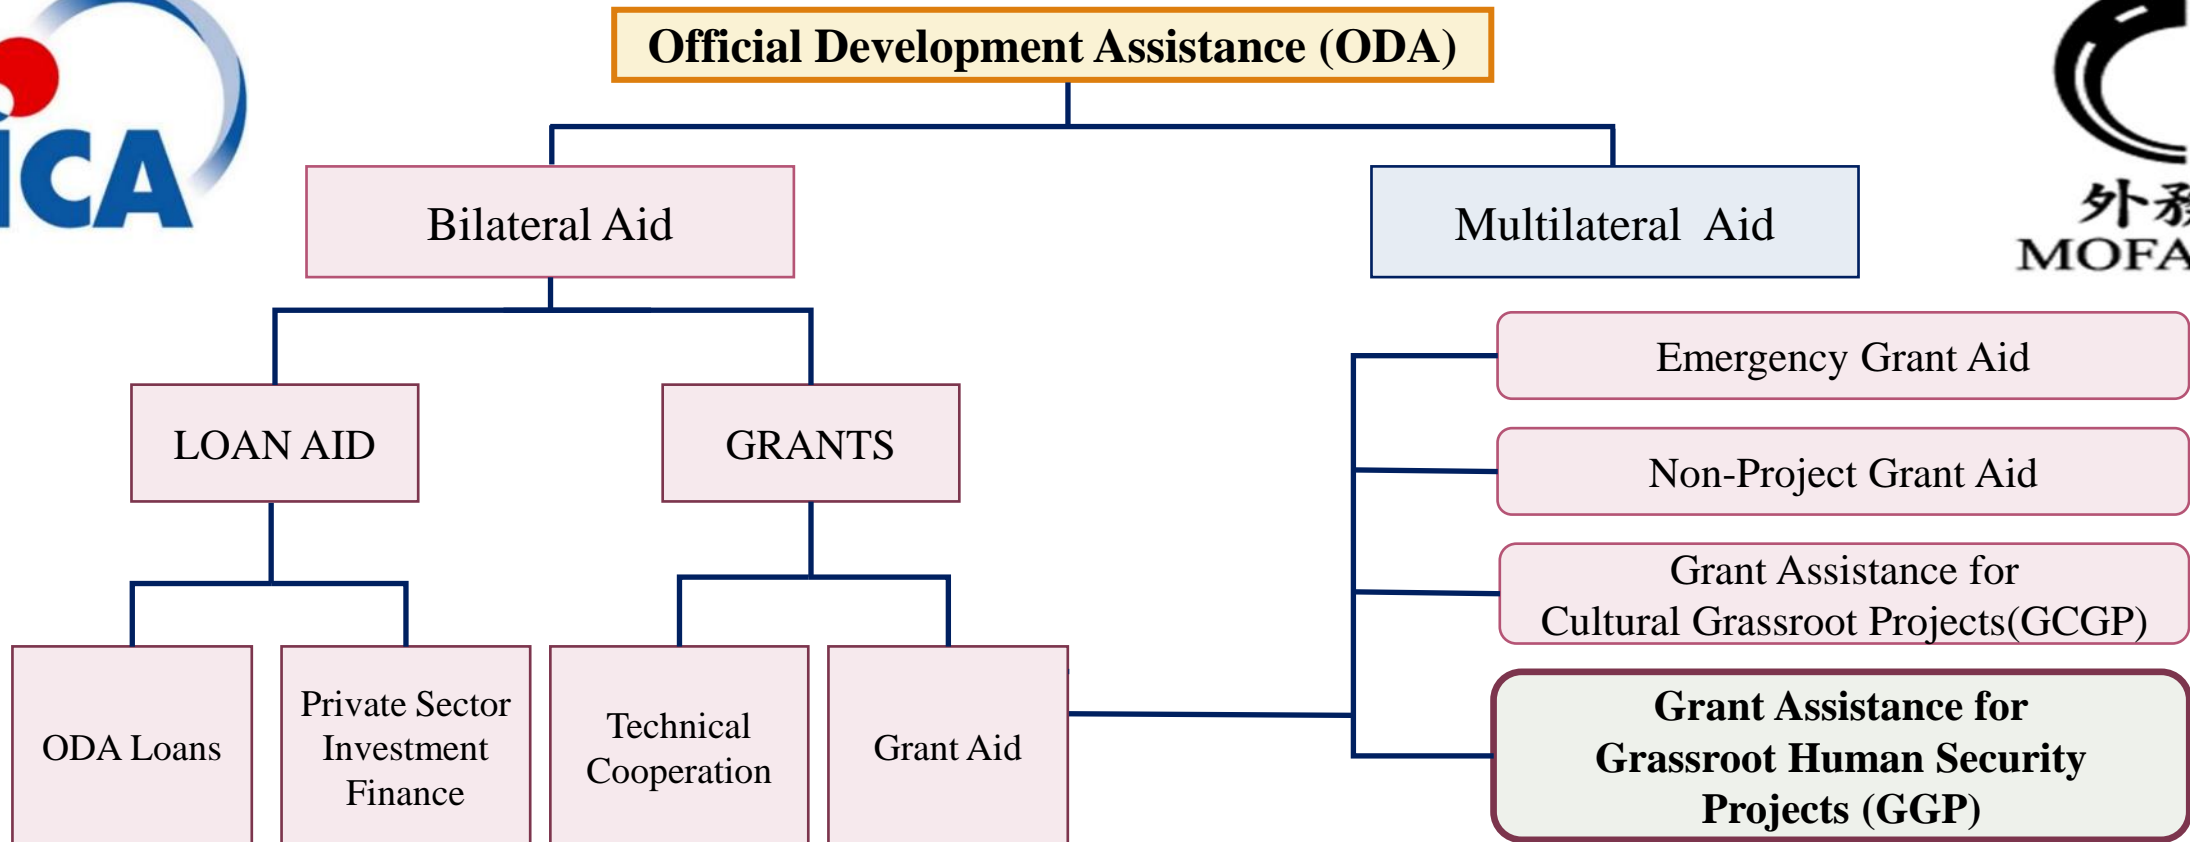 Official Development Assistance (ODA)
ICA
外務
MOFA
Bilateral Aid
Multilateral Aid
LOAN AID
GRANTS
Emergency Grant Aid
Non-Project Grant Aid
Grant Assistance for
Cultural Grassroot Projects(GCGP)
ODA Loans
Private Sector
Investment
Finance
Technical
Cooperation
Grant Aid
Grant Assistance for
Grassroot Human Security
Projects (GGP)